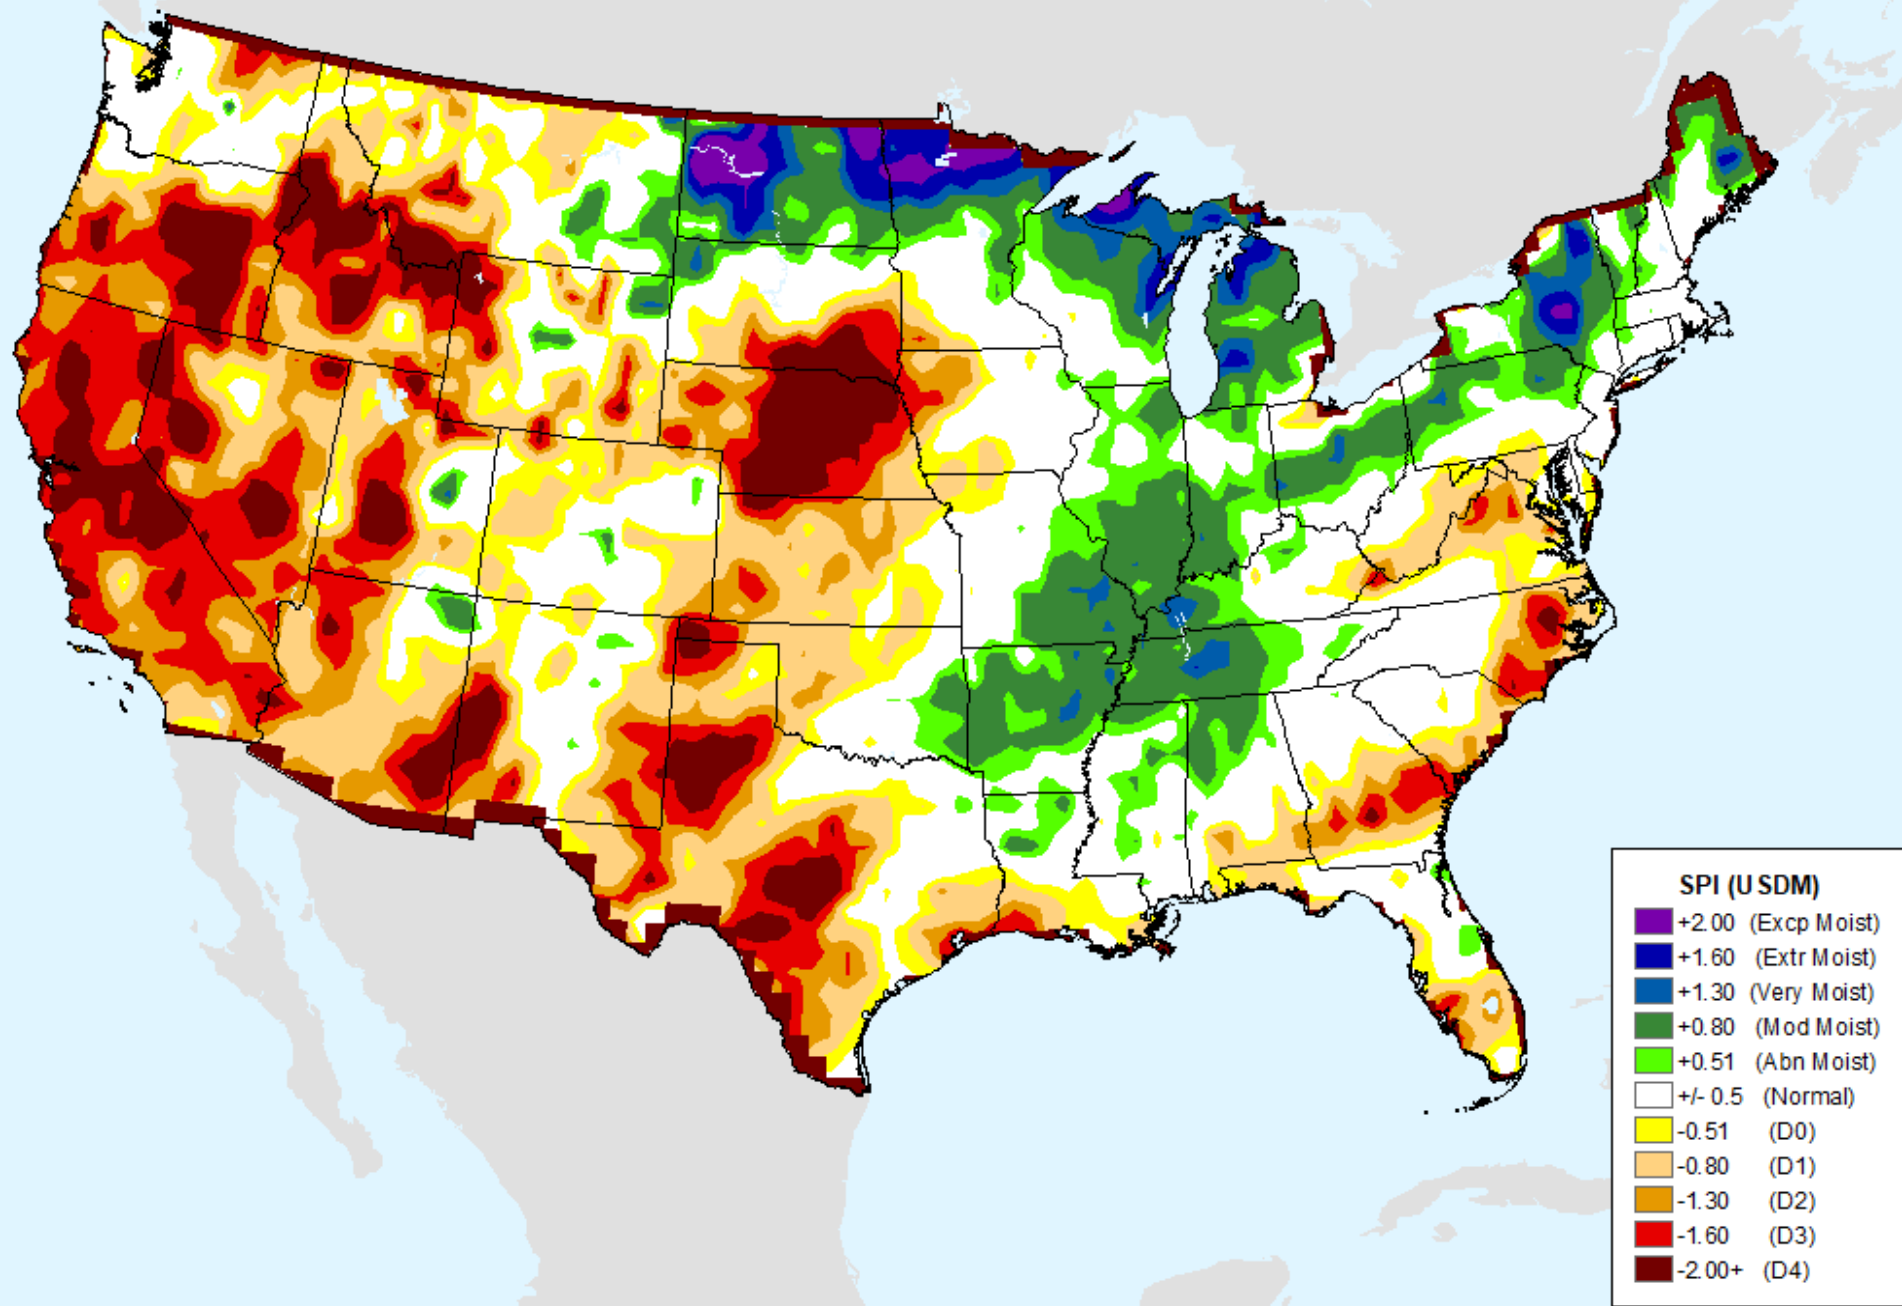 SPI (USDM)
+2.00 (Excp Moist)
+1.60 (Extr Moist)
+1.30 (Very Moist)
+0.80 (Mod Moist)
+0.51 (Abn Moist)
+/- 0.5 (Normal)
-0.51 (D0)
-0.80 (D1)
-1.30 (D2)
-1.60 (D3)
-2.00+ (D4)